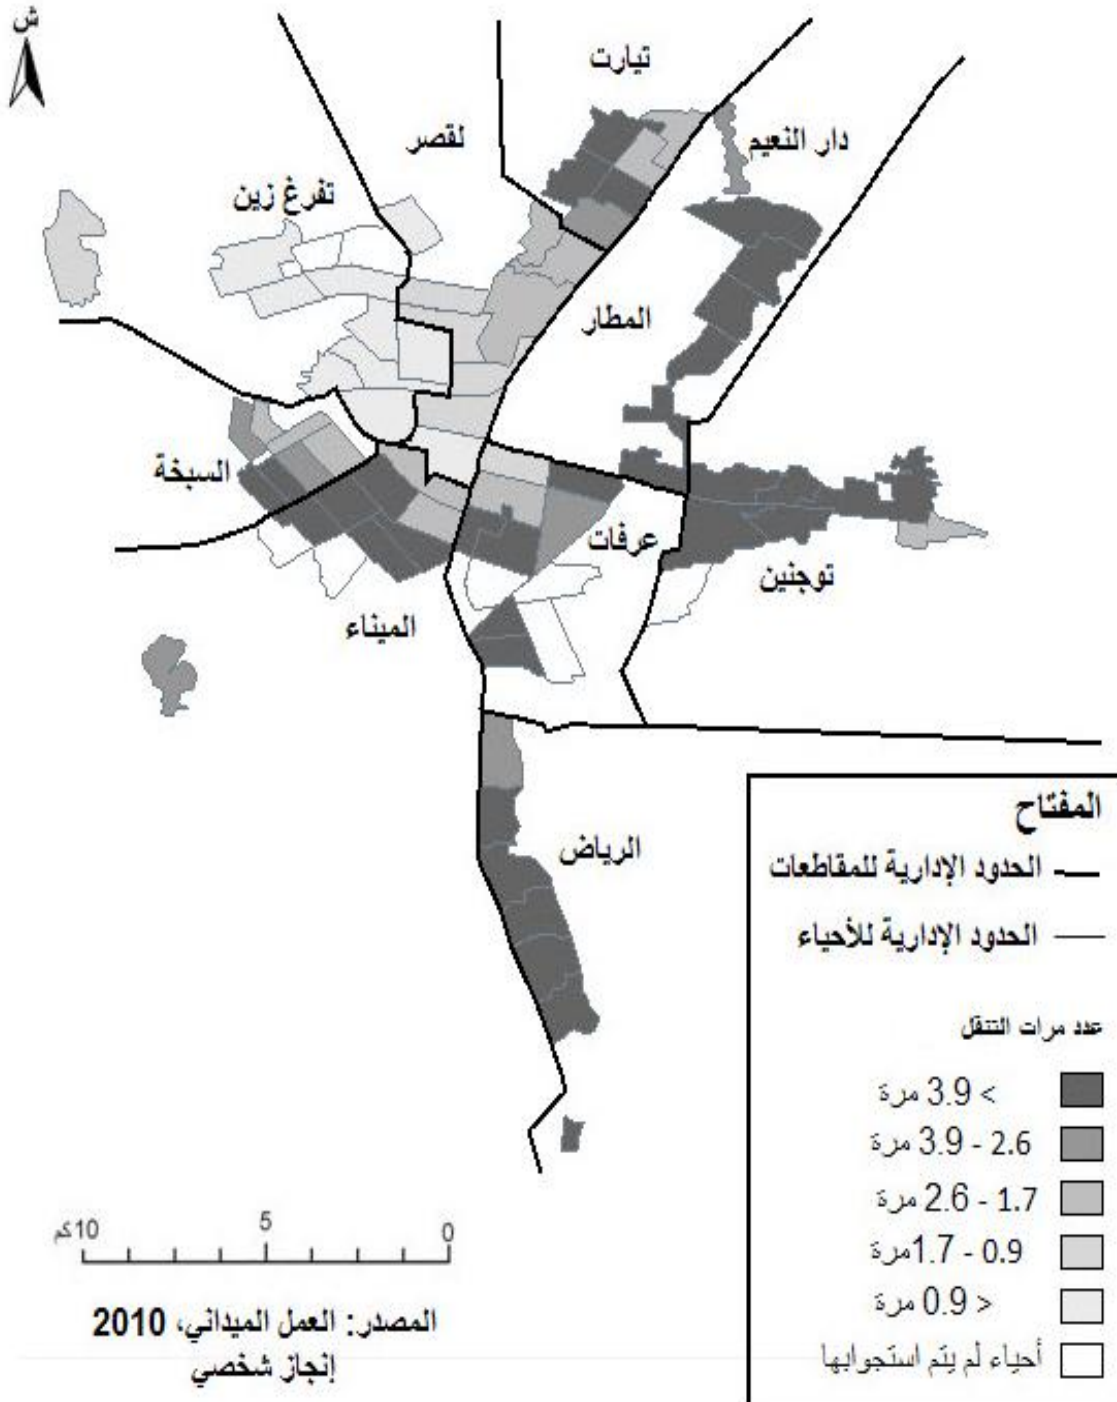 ش
تيارت
لقصر
دار النعيم
تفرغ زين
المطار
السبخة
عرفات
توجنين
الميناء
الرياض
المفتاح
الحدود الإدارية للمقاطعات
الحدود الإدارية للأحياء
عدد مرات التنقل
> 3.9 مرة
2.6 - 3.9 مرة
1.7 - 2.6 مرة
0.9 - 1.7مرة
< 0.9 مرة
أحياء لم يتم استجوابها
0 5 10كم
المصدر: العمل الميداني، 2010
إنجاز شخصي